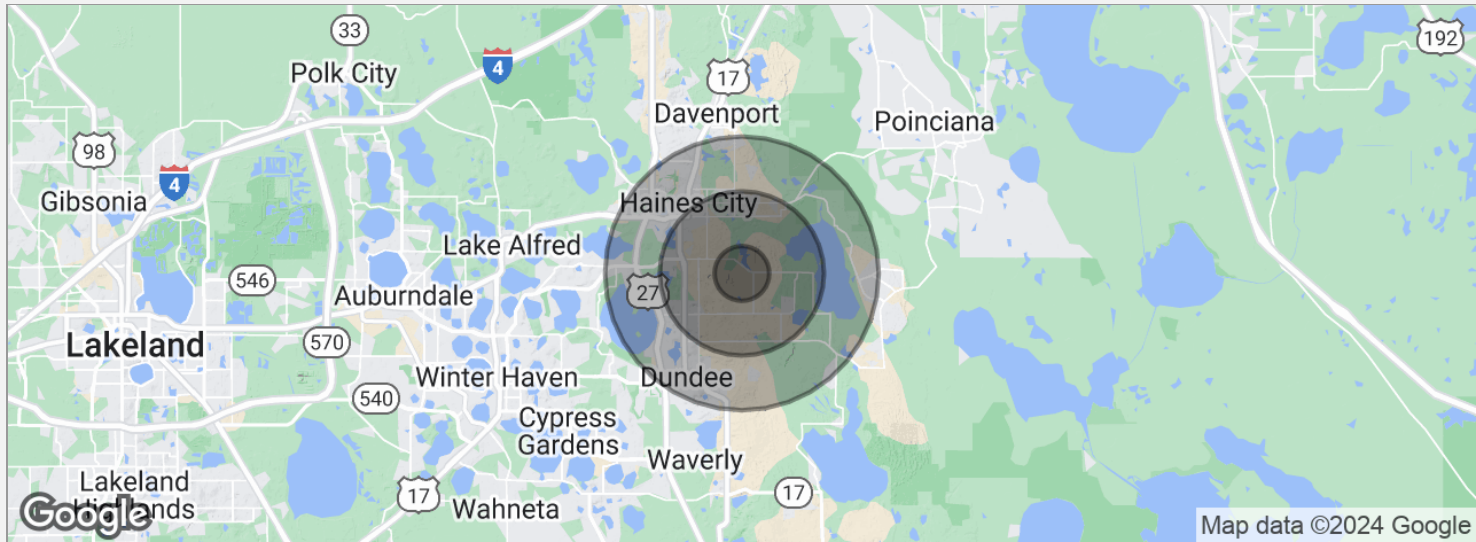 33
192
4
Polk City
17
Davenport
Poinciana
98
4
Gibsonia
Haines City
Lake Alfred
546
27
Auburndale
Lakeland
570
Winter Haven
Dundee
540
Cypress
Gardens
Waverly
Lakeland
Highlands
17
17
Wahneta
Google
Map data ©2024 Google